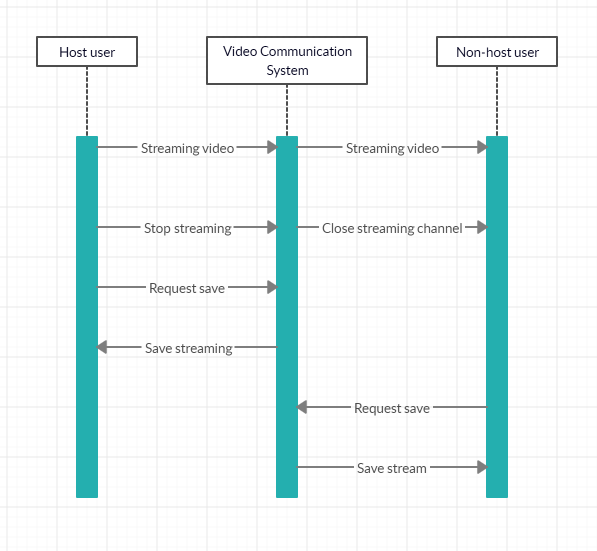 Host user
Video Communication
System
Non-host user
Streaming video
Streaming video
Stop streaming
Close streaming channel
Request save
Save streaming
Request save
Save stream